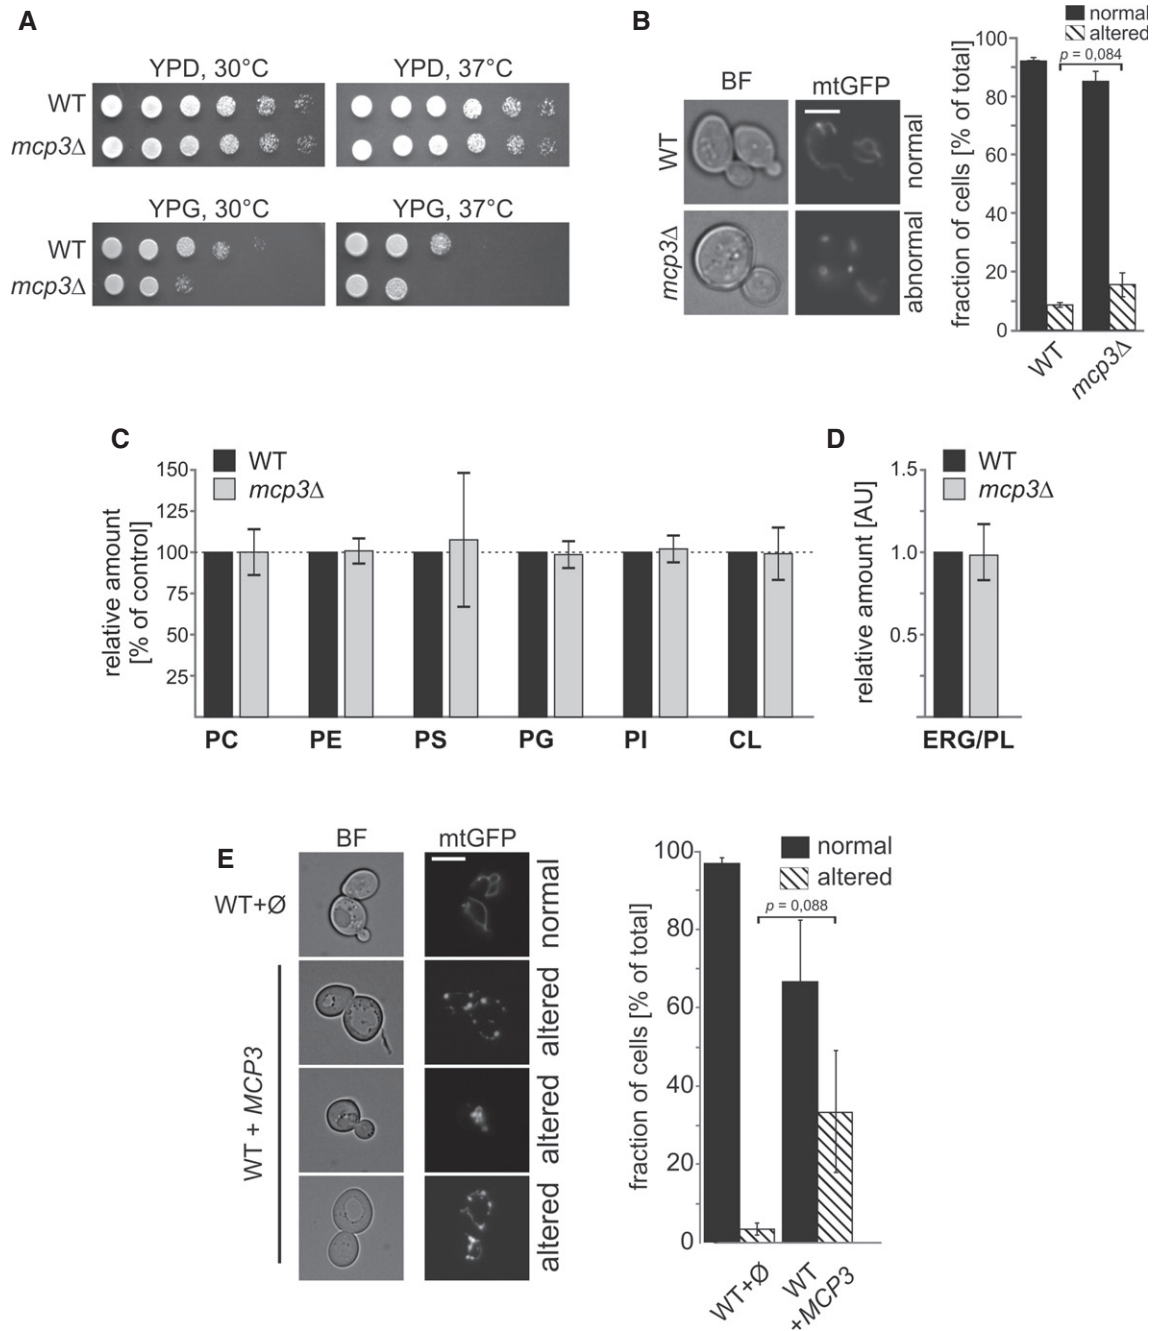 A
YPD, 30°C
YPD, 37°C
WT
mcp3Δ
YPG, 30°C
YPG, 37°C
WT
mcp3Δ
B
BF
mtGFP
WT
normal
mcp3Δ
abnormal
normal
altered
p = 0,084
fraction of cells [% of total]
100
80
60
40
20
0
WT
mcp3Δ
C
WT
mcp3Δ
relative amount
[% of control]
150
125
100
75
50
25
PC
PE
PS
PG
PI
CL
D
WT
mcp3Δ
relative amount [AU]
1.5
1.0
0.5
ERG/PL
E
BF
mtGFP
WT+Ø
normal
WT + MCP3
altered
altered
altered
normal
altered
p = 0,088
fraction of cells [% of total]
100
80
60
40
20
0
WT+Ø
WT
+MCP3